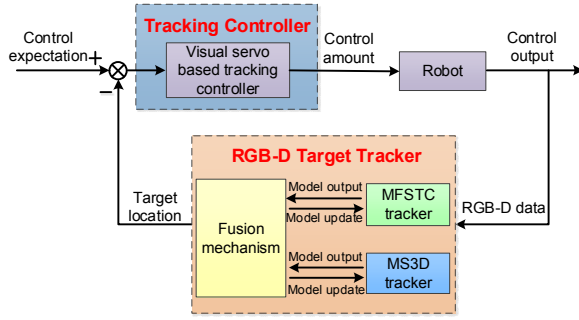 Tracking Controller
Control
expectation
+
−
Visual servo
based tracking
controller
Control
amount
Robot
Control
output
RGB-D Target Tracker
Target
location
Fusion
mechanism
Model output
Model update
MFSTC
tracker
Model output
Model update
MS3D
tracker
RGB-D data